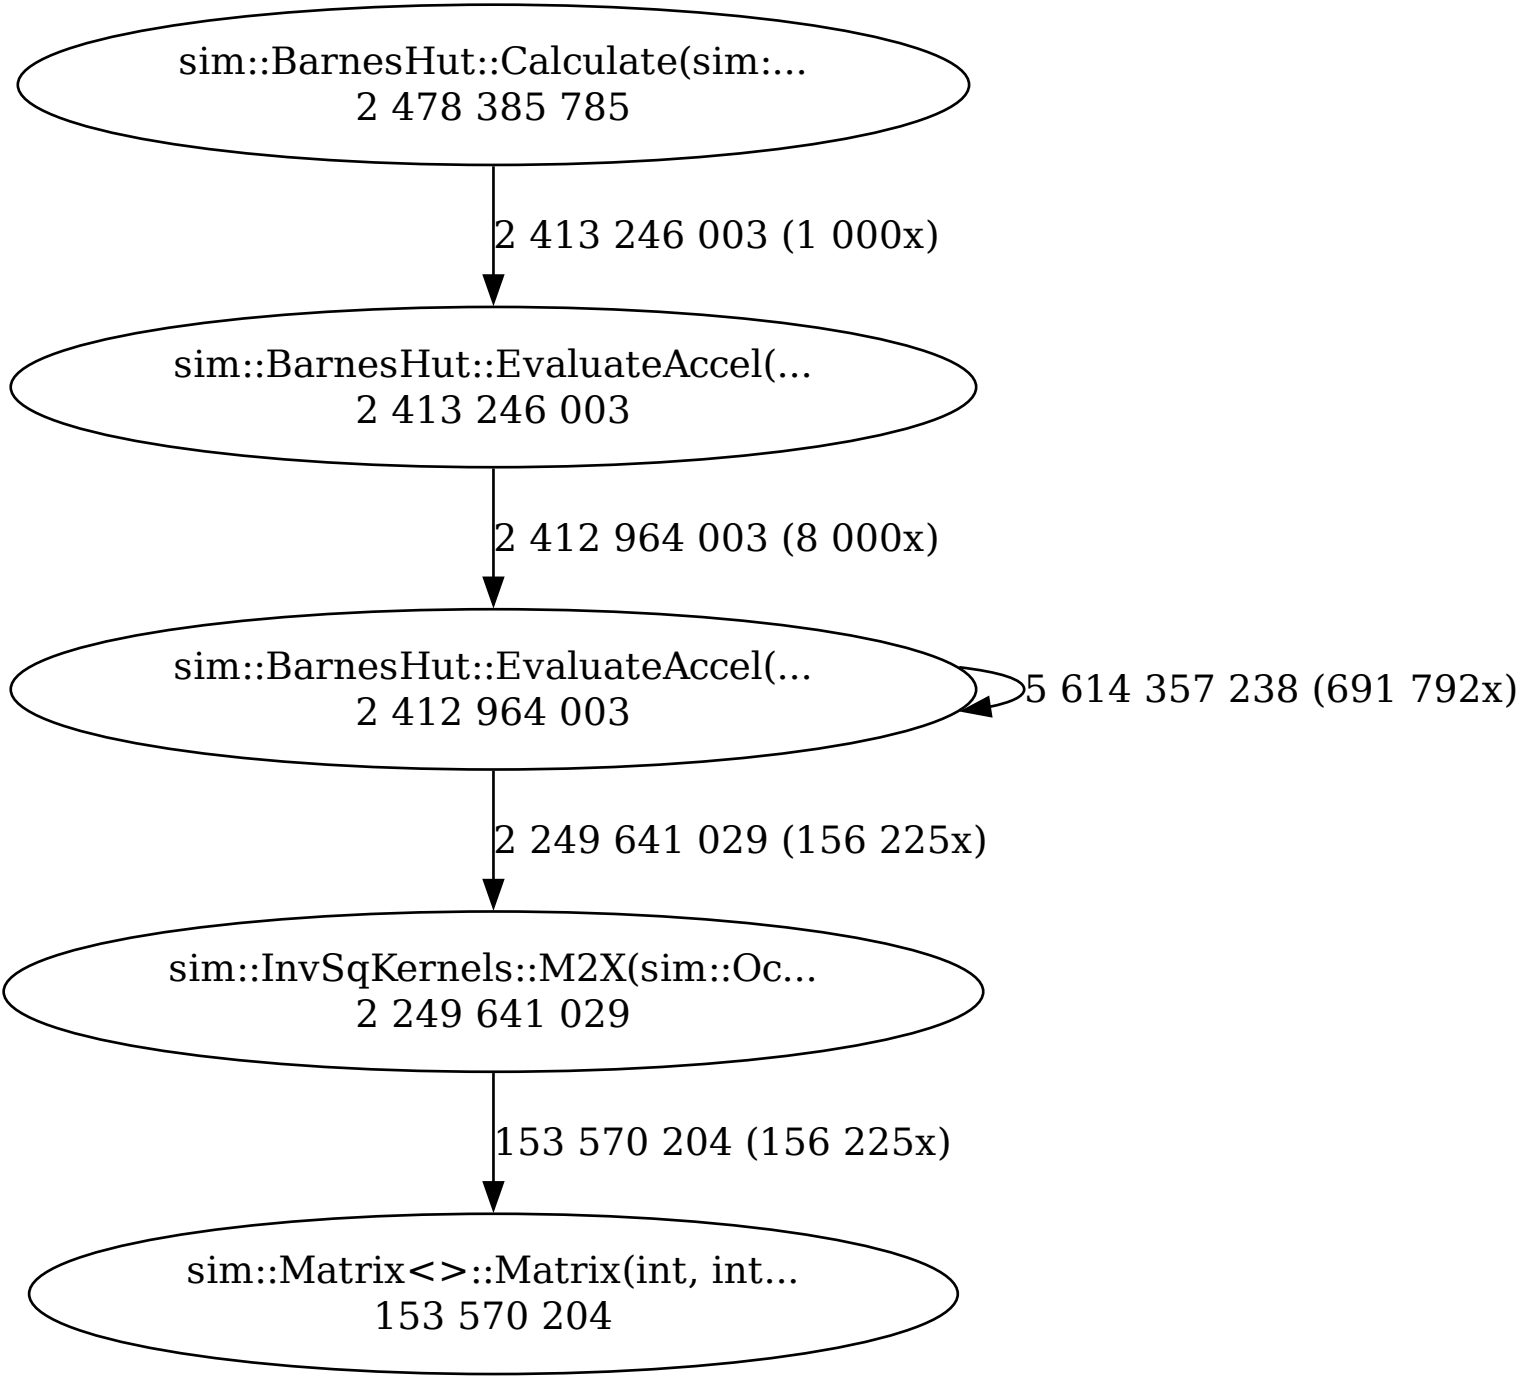 sim::BarnesHut::Calculate(sim:...
2 478 385 785
2 413 246 003 (1 000x)
sim::BarnesHut::EvaluateAccel(...
2 413 246 003
2 412 964 003 (8 000x)
sim::BarnesHut::EvaluateAccel(...
2 412 964 003
5 614 357 238 (691 792x)
2 249 641 029 (156 225x)
sim::InvSqKernels::M2X(sim::Oc...
2 249 641 029
153 570 204 (156 225x)
sim::Matrix<>::Matrix(int, int...
153 570 204